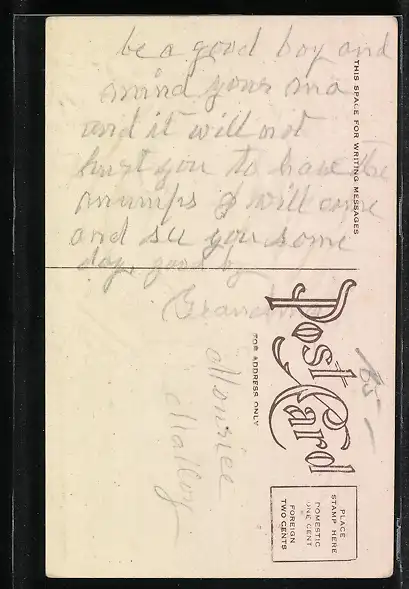 be a good boy and
mind your ma
and it will not
hurt you to have the
mumps I will come
and see you some
day good by
Grandma
THIS SPACE FOR WRITING MESSAGES
Post Card
FOR ADDRESS ONLY
PLACE
STAMP HERE
DOMESTIC
ONE CENT
FOREIGN
TWO CENTS